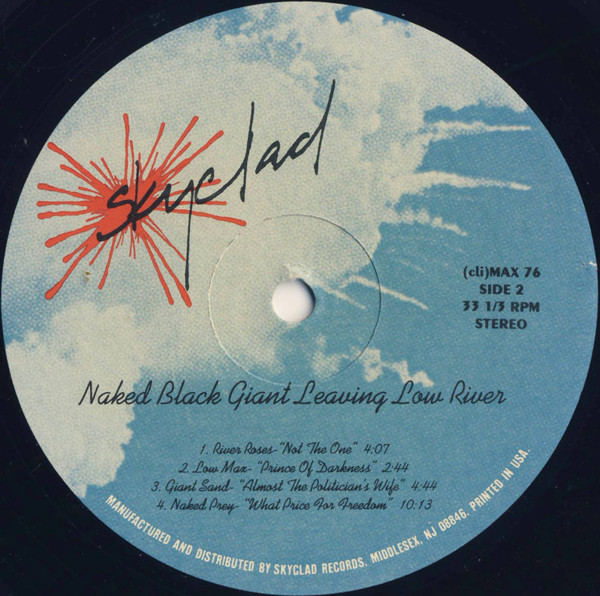 skyclad
(cli)MAX 76
SIDE 2
33 1/3 RPM
STEREO
Naked Black Giant Leaving Low River
1. River Roses- "Not The One" 4:07
2. Low Max- "Prince Of Darkness" 2:44
3. Giant Sand- "Almost The Politician's Wife" 4:44
4. Naked Prey- "What Price For Freedom" 10:13
MANUFACTURED AND DISTRIBUTED BY SKYCLAD RECORDS. MIDDLESEX, NJ 08846. PRINTED IN USA.